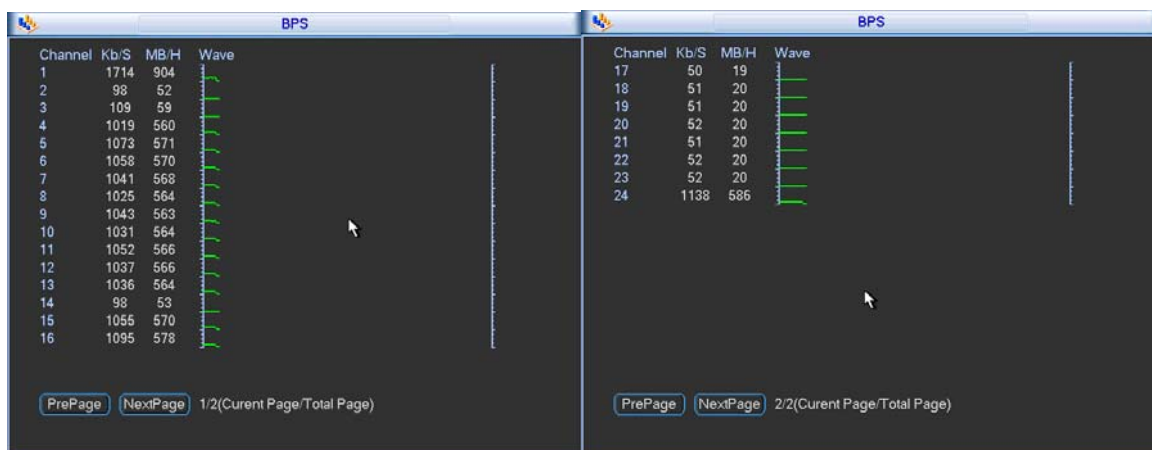 BPS
Channel Kb/S MB/H Wave
1 1714 904
2 98 52
3 109 59
4 1019 560
5 1073 571
6 1058 570
7 1041 568
8 1025 564
9 1043 563
10 1031 564
11 1052 566
12 1037 566
13 1036 564
14 98 53
15 1055 570
16 1095 578
PrePage NextPage 1/2(Curent Page/Total Page)
BPS
Channel Kb/S MB/H Wave
17 50 19
18 51 20
19 51 20
20 52 20
21 51 20
22 52 20
23 52 20
24 1138 586
PrePage NextPage 2/2(Curent Page/Total Page)